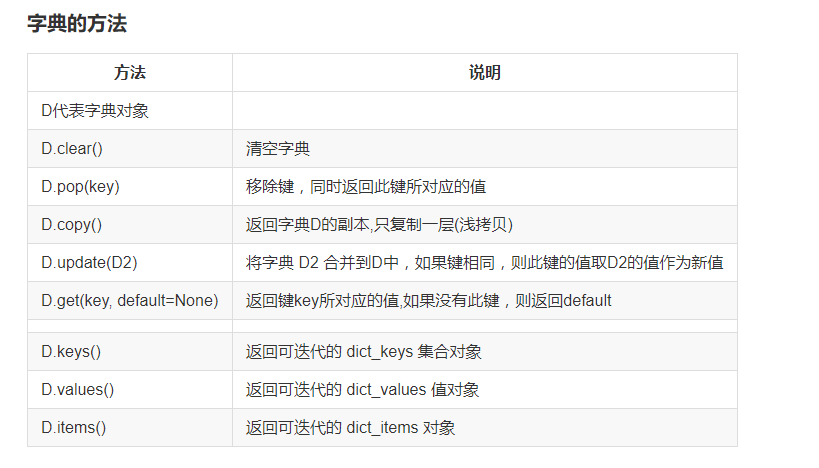 字典的方法
方法 说明
D代表字典对象
D.clear() 清空字典
D.pop(key) 移除键，同时返回此键所对应的值
D.copy() 返回字典D的副本,只复制一层(浅拷贝)
D.update(D2) 将字典 D2 合并到D中，如果键相同，则此键的值取D2的值作为新值
D.get(key, default=None) 返回键key所对应的值,如果没有此键，则返回default
D.keys() 返回可迭代的 dict_keys 集合对象
D.values() 返回可迭代的 dict_values 值对象
D.items() 返回可迭代的 dict_items 对象